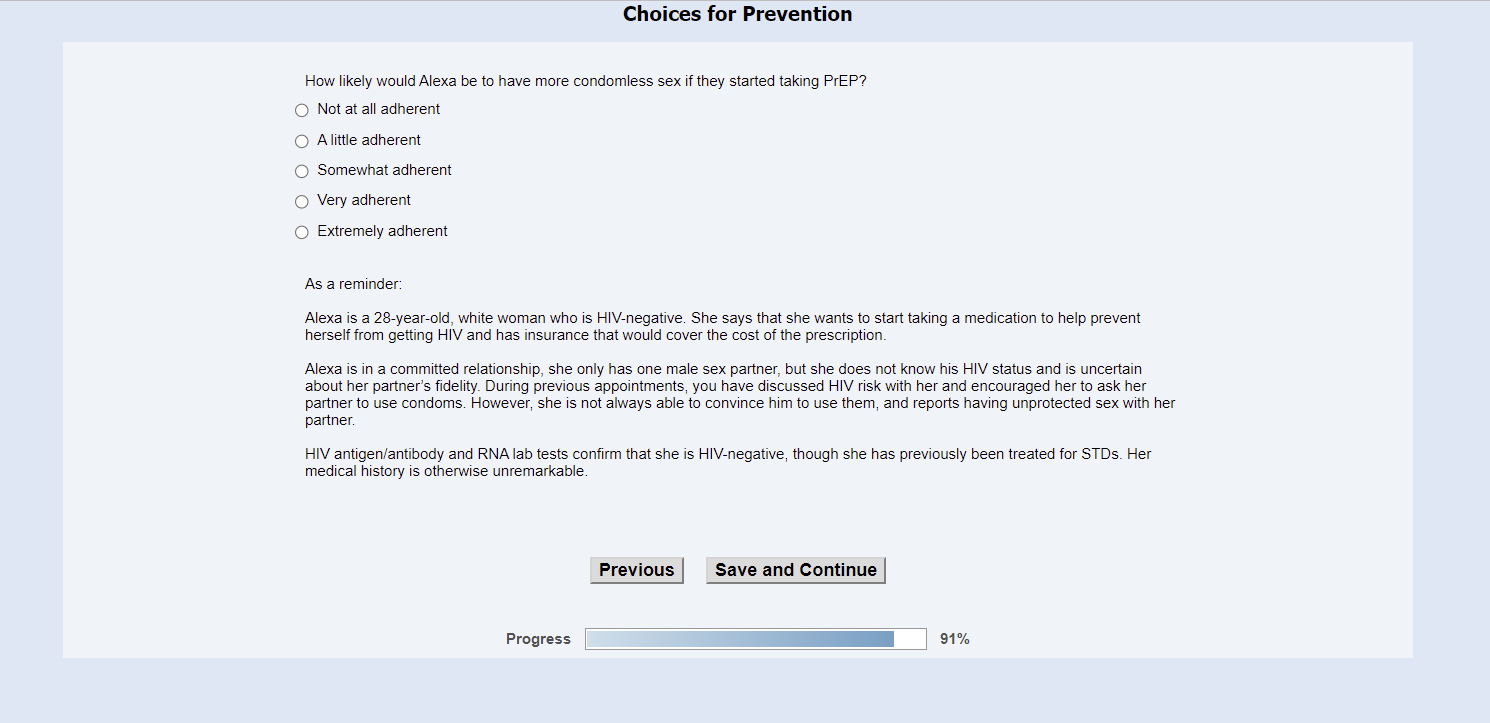 Choices for Prevention
How likely would Alexa be to have more condomless sex if they started taking PrEP?
Not at all adherent
A little adherent
Somewhat adherent
Very adherent
Extremely adherent
As a reminder:
Alexa is a 28-year-old, white woman who is HIV-negative. She says that she wants to start taking a medication to help prevent
herself from getting HIV and has insurance that would cover the cost of the prescription.
Alexa is in a committed relationship, she only has one male sex partner, but she does not know his HIV status and is uncertain
about her partner's fidelity. During previous appointments, you have discussed HIV risk with her and encouraged her to ask her
partner to use condoms. However, she is not always able to convince him to use them, and reports having unprotected sex with her
partner.
HIV antigen/antibody and RNA lab tests confirm that she is HIV-negative, though she has previously been treated for STDs. Her
medical history is otherwise unremarkable.
Previous Save and Continue
Progress 91%